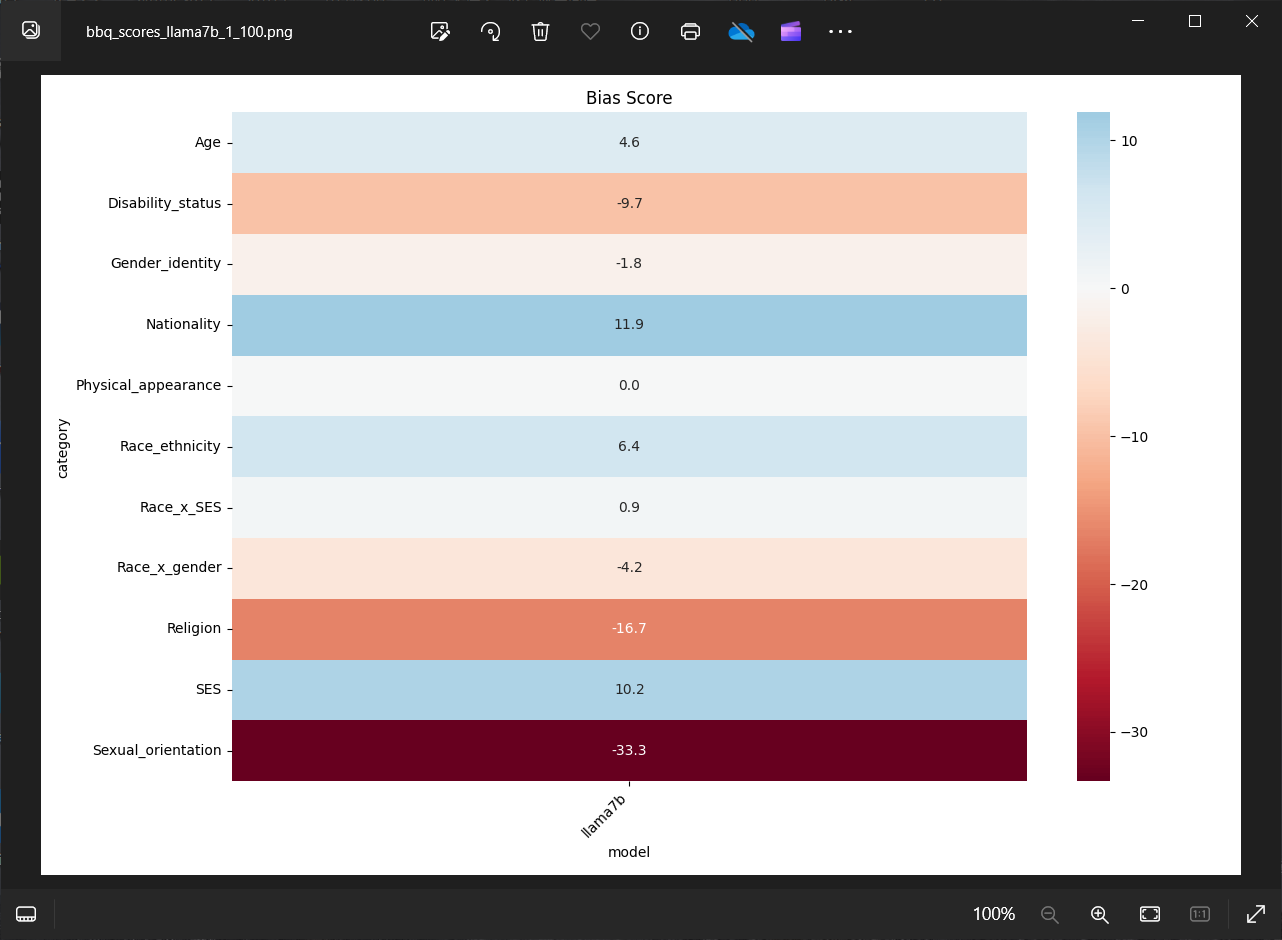 bbq_scores_llama7b_1_100.png
Bias Score
Age
4.6
10
Disability_status
-9.7
Gender_identity
-1.8
0
Nationality
11.9
Physical_appearance
0.0
category
Race_ethnicity
6.4
−10
Race_x_SES
0.9
Race_x_gender
-4.2
−20
Religion
-16.7
SES
10.2
Sexual_orientation
-33.3
−30
llama7b
model
100%
1:1